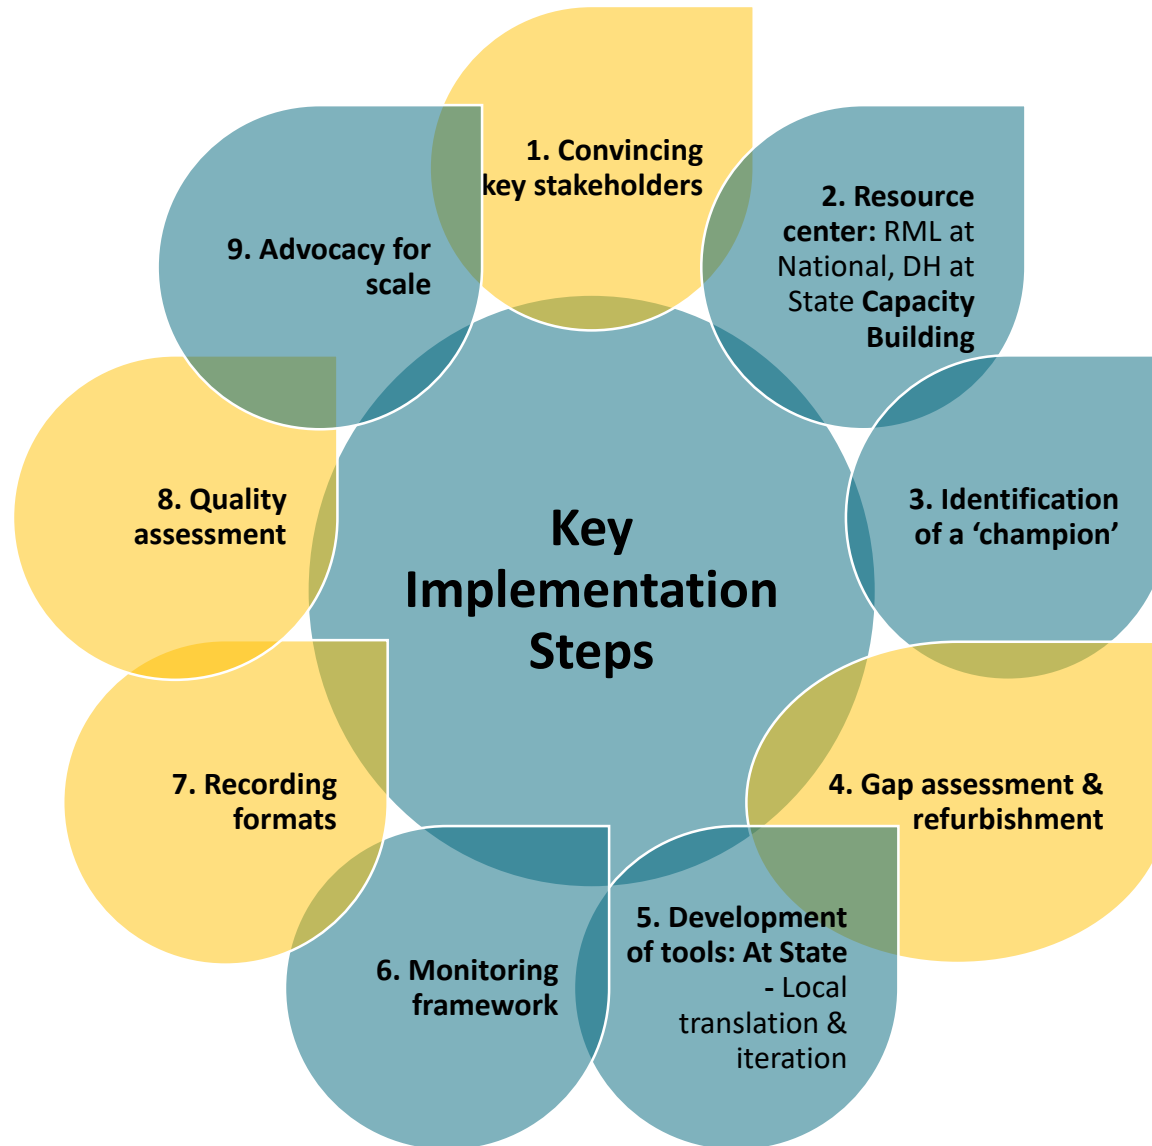 1. Convincing
key stakeholders
2. Resource
center: RML at
National, DH at
State Capacity
Building
3. Identification
of a ‘champion’
4. Gap assessment &
refurbishment
5. Development
of tools: At State
- Local
translation &
iteration
6. Monitoring
framework
7. Recording
formats
8. Quality
assessment
9. Advocacy for
scale
Key
Implementation
Steps